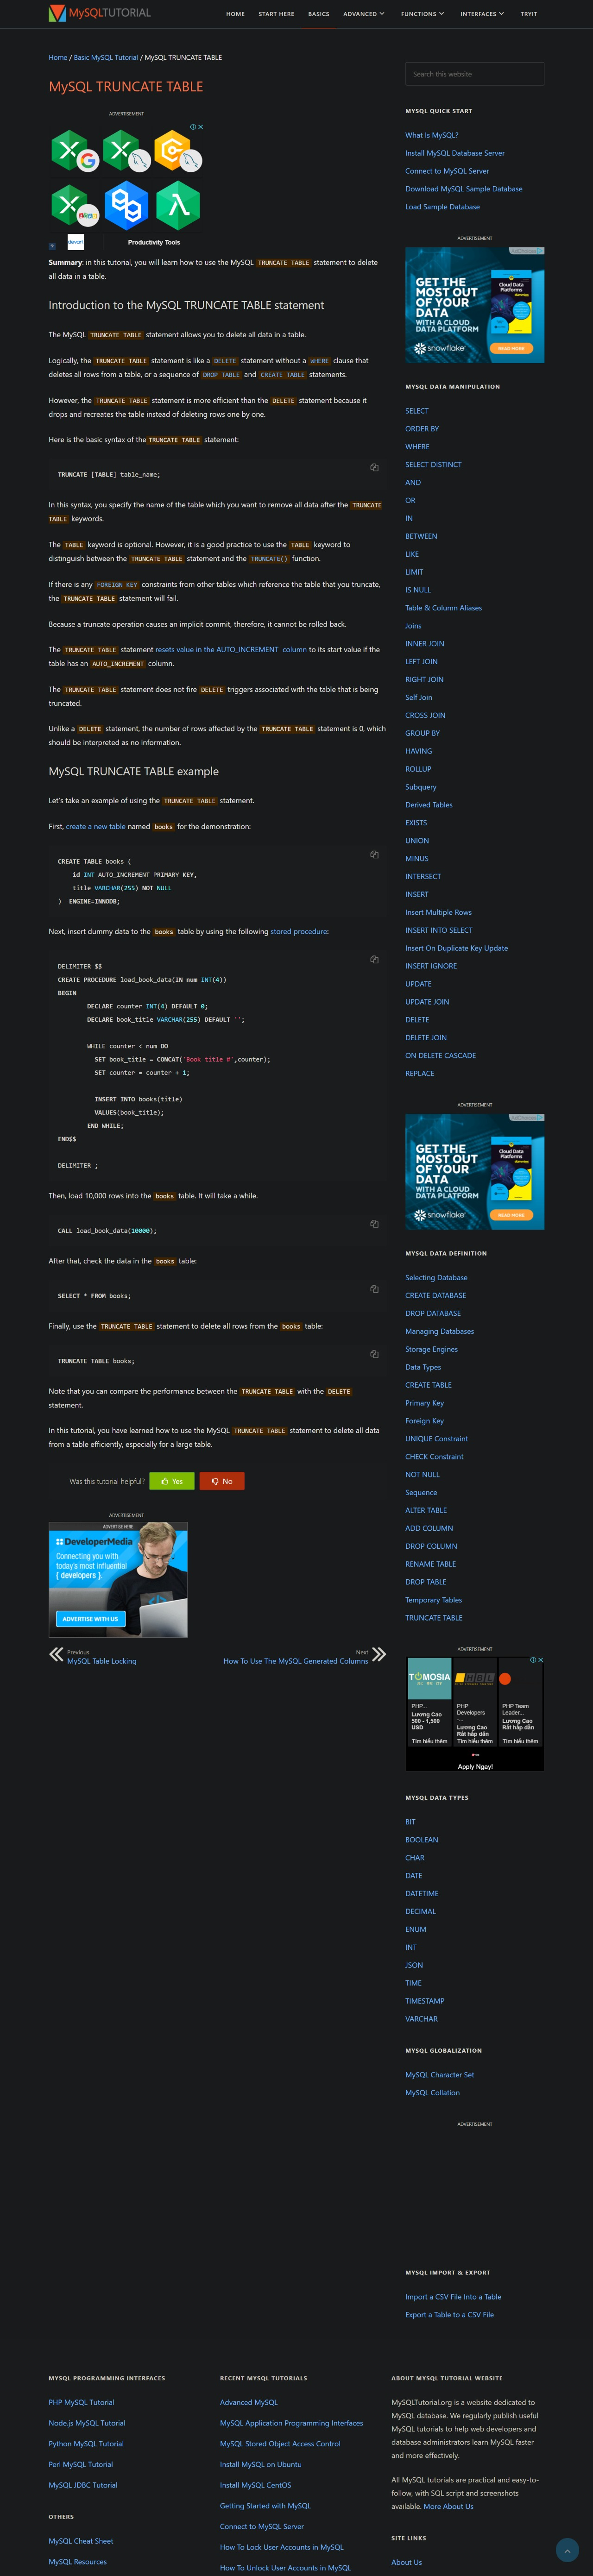 MySQLTUTORIAL
HOME
START HERE
BASICS
ADVANCED
FUNCTIONS
INTERFACES
TRYIT
Home / Basic MySQL Tutorial / MySQL TRUNCATE TABLE
MySQL TRUNCATE TABLE
ADVERTISEMENT
devart
Productivity Tools
Summary: in this tutorial, you will learn how to use the MySQL TRUNCATE TABLE statement to delete
all data in a table.
Introduction to the MySQL TRUNCATE TABLE statement
The MySQL TRUNCATE TABLE statement allows you to delete all data in a table.
Logically, the TRUNCATE TABLE statement is like a DELETE statement without a WHERE clause that
deletes all rows from a table, or a sequence of DROP TABLE and CREATE TABLE statements.
However, the TRUNCATE TABLE statement is more efficient than the DELETE statement because it
drops and recreates the table instead of deleting rows one by one.
Here is the basic syntax of the TRUNCATE TABLE statement:
TRUNCATE [TABLE] table_name;
In this syntax, you specify the name of the table which you want to remove all data after the TRUNCATE
TABLE keywords.
The TABLE keyword is optional. However, it is a good practice to use the TABLE keyword to
distinguish between the TRUNCATE TABLE statement and the TRUNCATE() function.
If there is any FOREIGN KEY constraints from other tables which reference the table that you truncate,
the TRUNCATE TABLE statement will fail.
Because a truncate operation causes an implicit commit, therefore, it cannot be rolled back.
The TRUNCATE TABLE statement resets value in the AUTO_INCREMENT column to its start value if the
table has an AUTO_INCREMENT column.
The TRUNCATE TABLE statement does not fire DELETE triggers associated with the table that is being
truncated.
Unlike a DELETE statement, the number of rows affected by the TRUNCATE TABLE statement is 0, which
should be interpreted as no information.
MySQL TRUNCATE TABLE example
Let's take an example of using the TRUNCATE TABLE statement.
First, create a new table named books for the demonstration:
CREATE TABLE books (
id INT AUTO_INCREMENT PRIMARY KEY,
title VARCHAR(255) NOT NULL
) ENGINE=INNODB;
Next, insert dummy data to the books table by using the following stored procedure:
DELIMITER $$
CREATE PROCEDURE load_book_data(IN num INT(4))
BEGIN
DECLARE counter INT(4) DEFAULT 0;
DECLARE book_title VARCHAR(255) DEFAULT '';
WHILE counter < num DO
SET book_title = CONCAT('Book title #',counter);
SET counter = counter + 1;
INSERT INTO books(title)
VALUES(book_title);
END WHILE;
END$$
DELIMITER ;
Then, load 10,000 rows into the books table. It will take a while.
CALL load_book_data(10000);
After that, check the data in the books table:
SELECT * FROM books;
Finally, use the TRUNCATE TABLE statement to delete all rows from the books table:
TRUNCATE TABLE books;
Note that you can compare the performance between the TRUNCATE TABLE with the DELETE
statement.
In this tutorial, you have learned how to use the MySQL TRUNCATE TABLE statement to delete all data
from a table efficiently, especially for a large table.
Was this tutorial helpful?
Yes
No
ADVERTISEMENT
ADVERTISE HERE
DeveloperMedia
Connecting you with
today's most influential
{ developers }.
ADVERTISE WITH US
Previous
MySQL Table Locking
Next
How To Use The MySQL Generated Columns
Search this website
MYSQL QUICK START
What Is MySQL?
Install MySQL Database Server
Connect to MySQL Server
Download MySQL Sample Database
Load Sample Database
ADVERTISEMENT
GET THE
MOST OUT
OF YOUR
DATA
WITH A CLOUD
DATA PLATFORM
snowflake
Cloud Data
Platforms
dummies
READ MORE
MYSQL DATA MANIPULATION
SELECT
ORDER BY
WHERE
SELECT DISTINCT
AND
OR
IN
BETWEEN
LIKE
LIMIT
IS NULL
Table & Column Aliases
Joins
INNER JOIN
LEFT JOIN
RIGHT JOIN
Self Join
CROSS JOIN
GROUP BY
HAVING
ROLLUP
Subquery
Derived Tables
EXISTS
UNION
MINUS
INTERSECT
INSERT
Insert Multiple Rows
INSERT INTO SELECT
Insert On Duplicate Key Update
INSERT IGNORE
UPDATE
UPDATE JOIN
DELETE
DELETE JOIN
ON DELETE CASCADE
REPLACE
ADVERTISEMENT
GET THE
MOST OUT
OF YOUR
DATA
WITH A CLOUD
DATA PLATFORM
snowflake
Cloud Data
Platforms
dummies
READ MORE
MYSQL DATA DEFINITION
Selecting Database
CREATE DATABASE
DROP DATABASE
Managing Databases
Storage Engines
Data Types
CREATE TABLE
Primary Key
Foreign Key
UNIQUE Constraint
CHECK Constraint
NOT NULL
Sequence
ALTER TABLE
ADD COLUMN
DROP COLUMN
RENAME TABLE
DROP TABLE
Temporary Tables
TRUNCATE TABLE
ADVERTISEMENT
TOMOSIA
PHP...
Lương Cao
500 - 1,500
USD
Tìm hiểu thêm
PHP
Developers
-...
Lương Cao
Rất hấp dẫn
Tìm hiểu thêm
PHP Team
Leader...
Lương Cao
Rất hấp dẫn
Tìm hiểu thêm
Apply Ngay!
MYSQL DATA TYPES
BIT
BOOLEAN
CHAR
DATE
DATETIME
DECIMAL
ENUM
INT
JSON
TIME
TIMESTAMP
VARCHAR
MYSQL GLOBALIZATION
MySQL Character Set
MySQL Collation
ADVERTISEMENT
MYSQL IMPORT & EXPORT
Import a CSV File Into a Table
Export a Table to a CSV File
MYSQL PROGRAMMING INTERFACES
PHP MySQL Tutorial
Node.js MySQL Tutorial
Python MySQL Tutorial
Perl MySQL Tutorial
MySQL JDBC Tutorial
OTHERS
MySQL Cheat Sheet
MySQL Resources
RECENT MYSQL TUTORIALS
Advanced MySQL
MySQL Application Programming Interfaces
MySQL Stored Object Access Control
Install MySQL on Ubuntu
Install MySQL CentOS
Getting Started with MySQL
Connect to MySQL Server
How To Lock User Accounts in MySQL
How To Unlock User Accounts in MySQL
ABOUT MYSQL TUTORIAL WEBSITE
MySQLTutorial.org is a website dedicated to
MySQL database. We regularly publish useful
MySQL tutorials to help web developers and
database administrators learn MySQL faster
and more effectively.
All MySQL tutorials are practical and easy-to-
follow, with SQL script and screenshots
available. More About Us
SITE LINKS
About Us